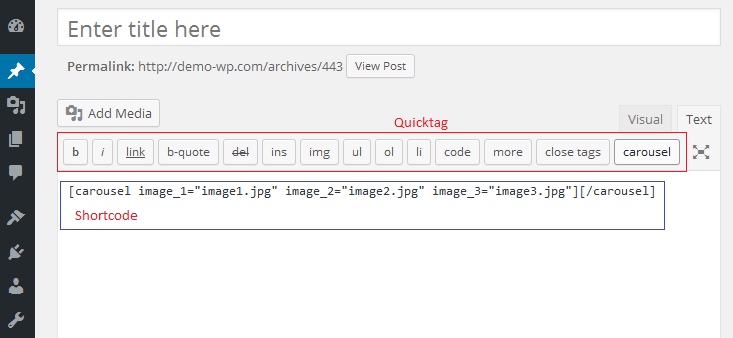 Enter title here
Permalink: http://demo-wp.com/archives/443 View Post
Add Media
Visual Text
Quicktag
b i link b-quote del ins img ul ol li code more close tags carousel
[carousel image_1="image1.jpg" image_2="image2.jpg" image_3="image3.jpg"][/carousel]
Shortcode